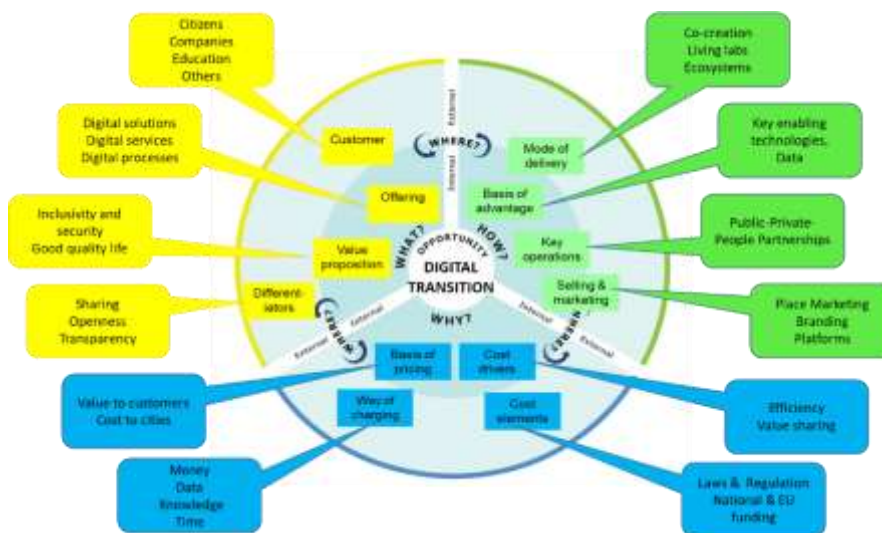 Citizens
Companies
Education
Others
Digital solutions
Digital services
Digital processes
Inclusivity and
security
Good quality life
Sharing
Openness
Transparency
Customer
Offering
Value
proposition
Different-
iators
WHAT?
External
WHERE?
Internal
Co-creation
Living labs
Ecosystems
Key enabling
technologies,
Data
Public-Private-
People Partnerships
Place Marketing
Branding
Platforms
Mode of
delivery
Basis of
advantage
Key
operations
Selling &
marketing
HOW?
OPPORTUNITY
DIGITAL
TRANSITION
WHY?
External
Internal
WHERE?
Internal
External
WHERE?
Basis of
pricing
Cost
drivers
Way of
charging
Cost
elements
Value to customers
Cost to cities
Money
Data
Knowledge
Time
Efficiency
Value sharing
Laws & Regulation
National & EU
funding